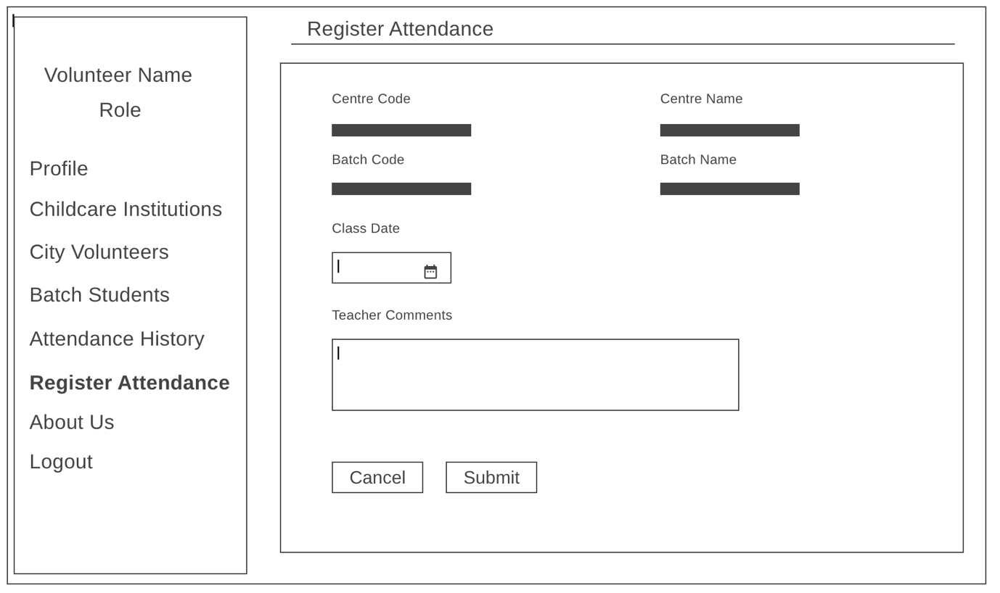 Volunteer Name
Role
Profile
Childcare Institutions
City Volunteers
Batch Students
Attendance History
Register Attendance
About Us
Logout
Register Attendance
Centre Code
Centre Name
Batch Code
Batch Name
Class Date
Teacher Comments
Cancel
Submit